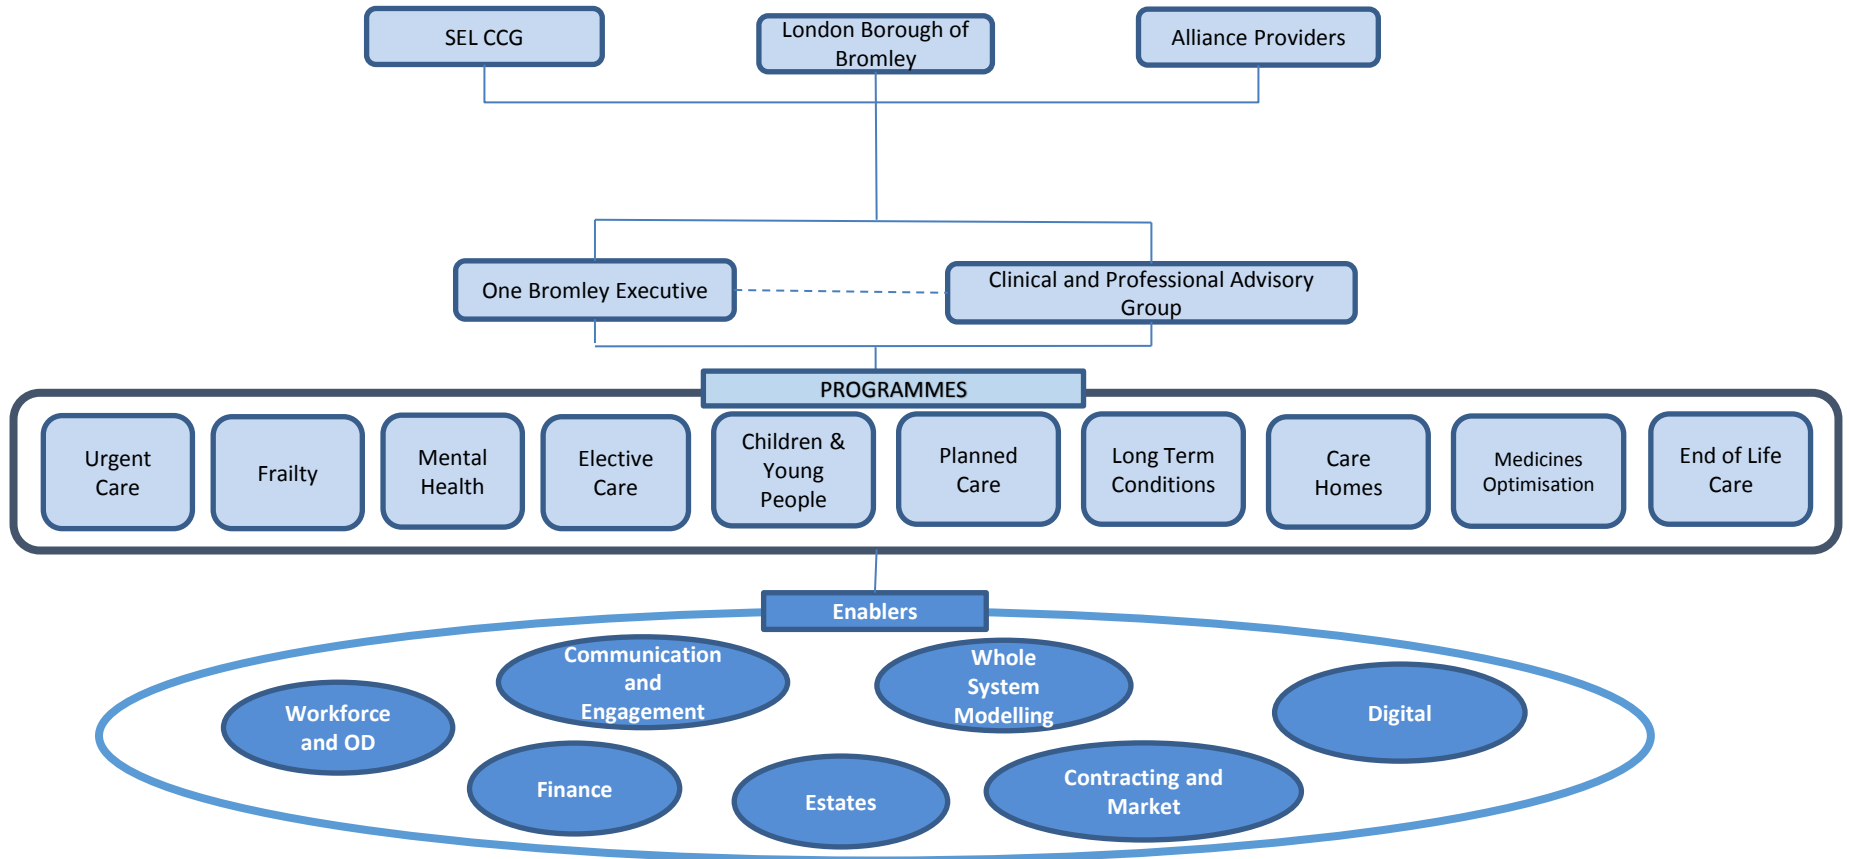 SEL CCG
London Borough of
Bromley
Alliance Providers
One Bromley Executive
Clinical and Professional Advisory
Group
PROGRAMMES
Urgent
Care
Frailty
Mental
Health
Elective
Care
Children &
Young
People
Planned
Care
Long Term
Conditions
Care
Homes
Medicines
Optimisation
End of Life
Care
Enablers
Workforce
and OD
Communication
and
Engagement
Whole
System
Modelling
Digital
Finance
Estates
Contracting and
Market